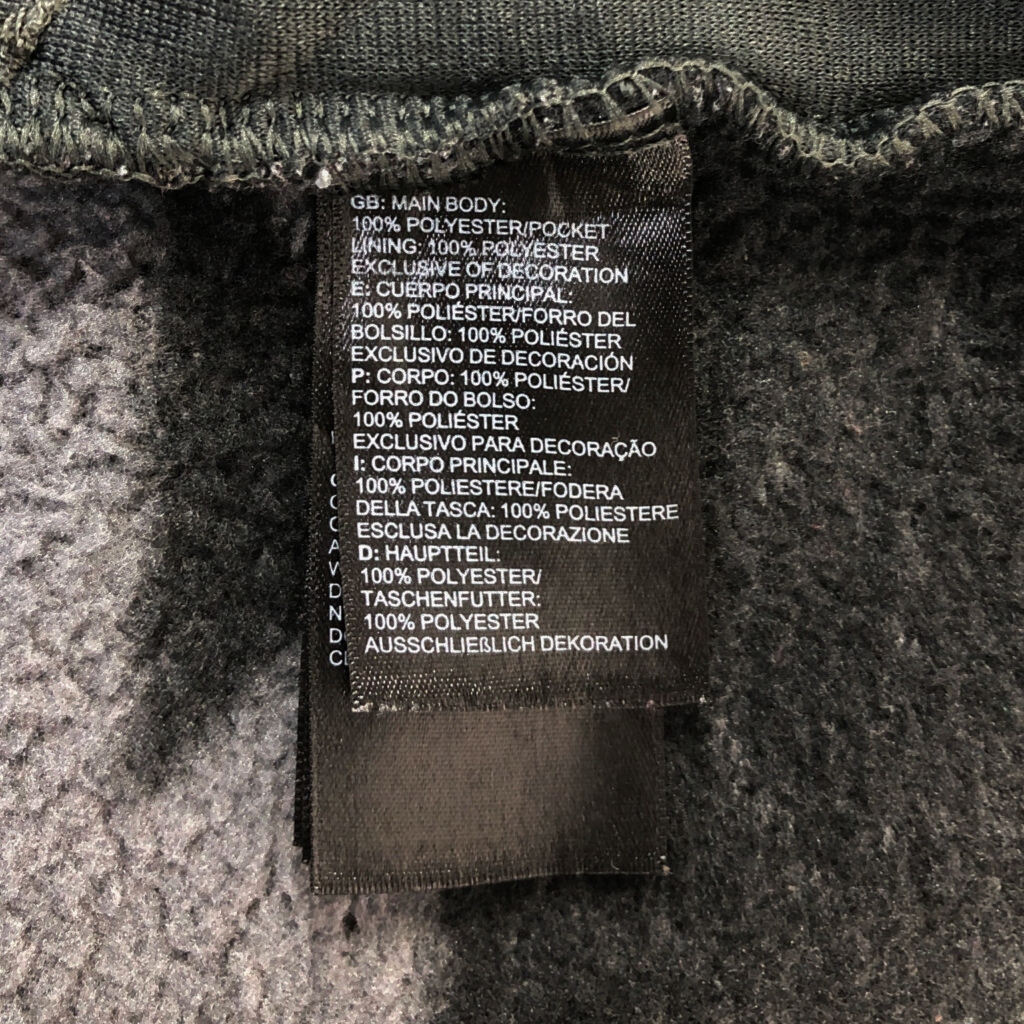 GB: MAIN BODY:
100% POLYESTER/POCKET
LINING: 100% POLYESTER
EXCLUSIVE OF DECORATION
E: CUERPO PRINCIPAL:
100% POLIÉSTER/FORRO DEL
BOLSILLO: 100% POLIÉSTER
EXCLUSIVO DE DECORACIÓN
P: CORPO: 100% POLIÉSTER/
FORRO DO BOLSO:
100% POLIÉSTER
EXCLUSIVO PARA DECORAÇÃO
I: CORPO PRINCIPALE:
100% POLIESTERE/FODERA
DELLA TASCA: 100% POLIESTERE
ESCLUSA LA DECORAZIONE
D: HAUPTTEIL:
100% POLYESTER/
TASCHENFUTTER:
100% POLYESTER
AUSSCHLIEßLICH DEKORATION